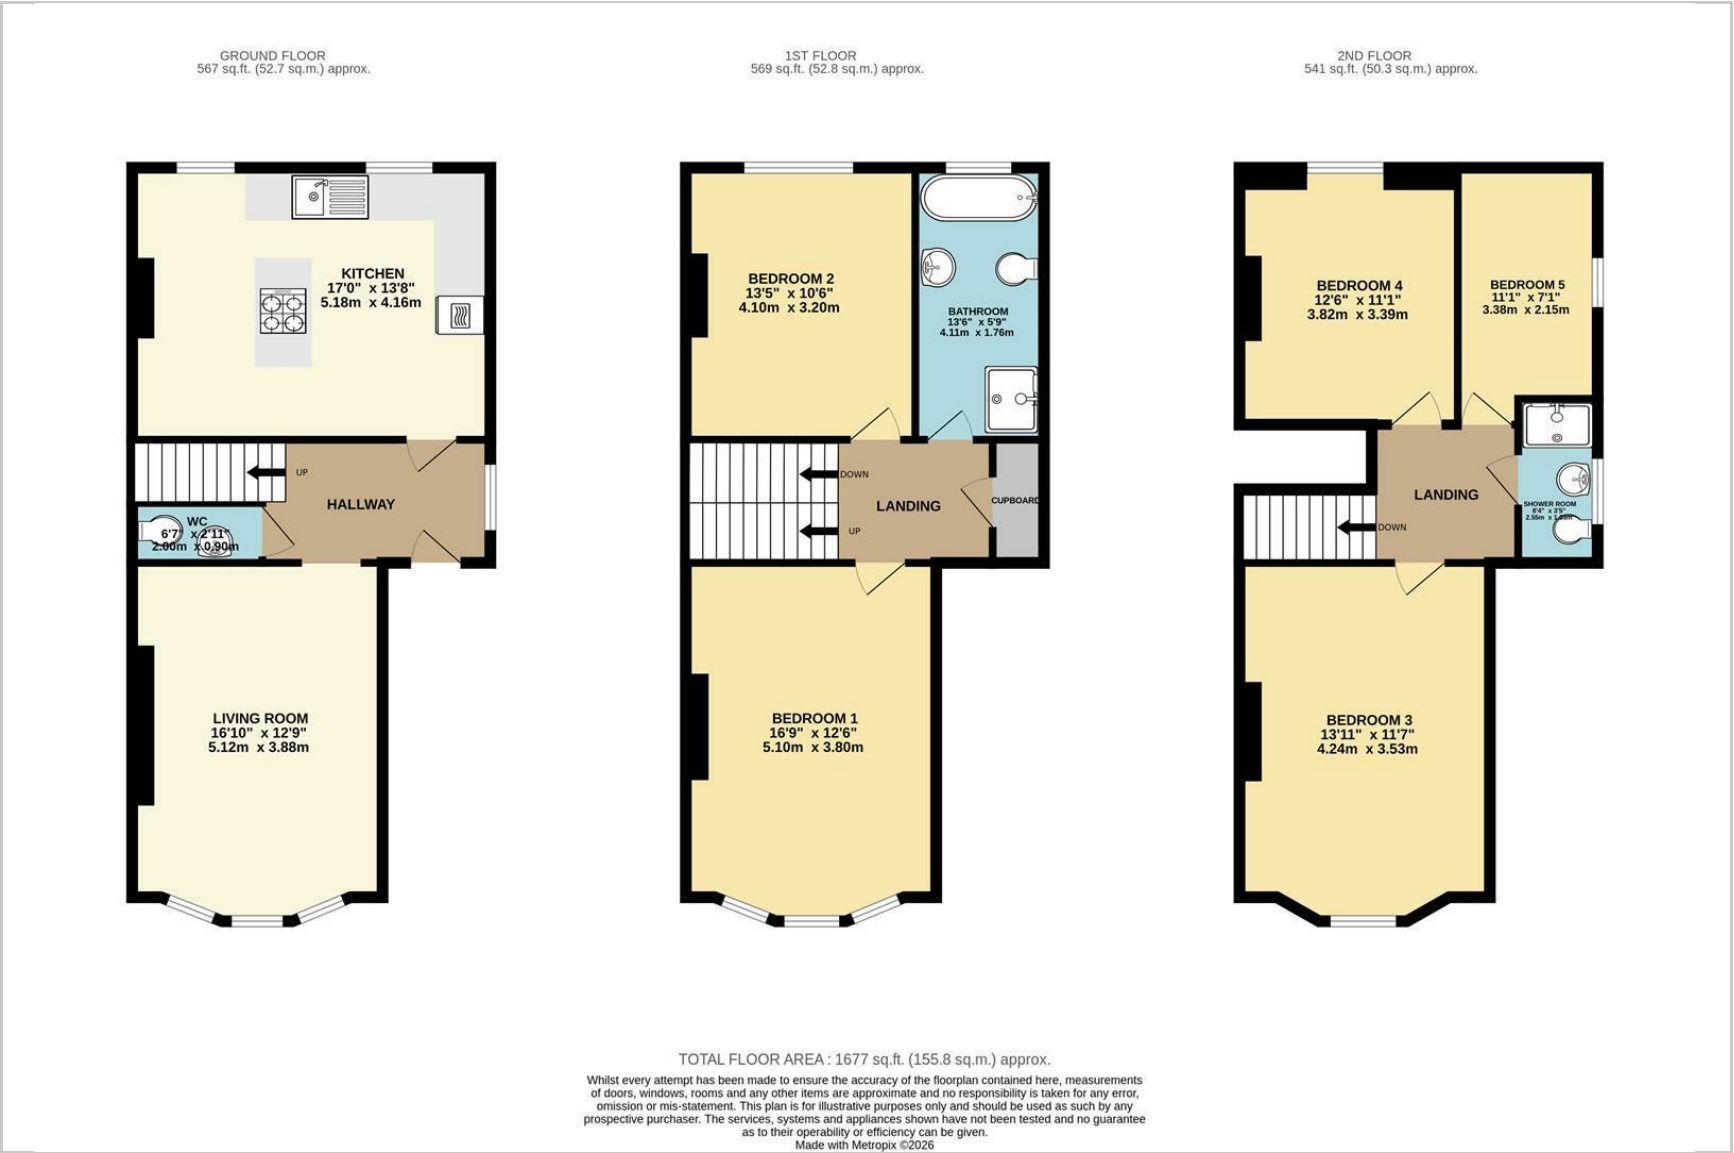 GROUND FLOOR
567 sq.ft. (52.7 sq.m.) approx.
1ST FLOOR
569 sq.ft. (52.8 sq.m.) approx.
2ND FLOOR
541 sq.ft. (50.3 sq.m.) approx.
KITCHEN
17'0" x 13'8"
5.18m x 4.16m
UP
HALLWAY
WC
6'7" x 2'11"
2.00m x 0.90m
LIVING ROOM
16'10" x 12'9"
5.12m x 3.88m
BEDROOM 2
13'5" x 10'6"
4.10m x 3.20m
BATHROOM
13'6" x 5'9"
4.11m x 1.76m
DOWN
LANDING
CUPBOARD
UP
BEDROOM 1
16'9" x 12'6"
5.10m x 3.80m
BEDROOM 4
12'6" x 11'1"
3.82m x 3.39m
BEDROOM 5
11'1" x 7'1"
3.38m x 2.15m
LANDING
SHOWER ROOM
8'4" x 3'5"
2.55m x
DOWN
BEDROOM 3
13'11" x 11'7"
4.24m x 3.53m
TOTAL FLOOR AREA : 1677 sq.ft. (155.8 sq.m.) approx.
Whilst every attempt has been made to ensure the accuracy of the floorplan contained here, measurements
of doors, windows, rooms and any other items are approximate and no responsibility is taken for any error,
omission or mis-statement. This plan is for illustrative purposes only and should be used as such by any
prospective purchaser. The services, systems and appliances shown have not been tested and no guarantee
as to their operability or efficiency can be given.
Made with Metropix ©2026